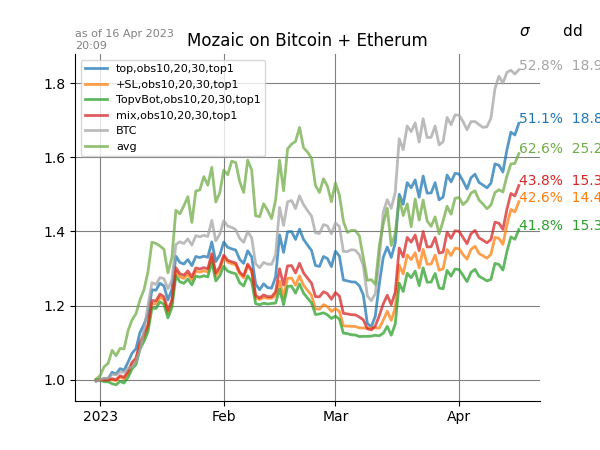 as of 16 Apr 2023
20:09
Mozaic on Bitcoin + Etherum
σ dd
top,obs10,20,30,top1
+SL,obs10,20,30,top1
TopvBot,obs10,20,30,top1
mix,obs10,20,30,top1
BTC
avg
52.8% 18.9
51.1% 18.8
62.6% 25.2
43.8% 15.3
42.6% 14.4
41.8% 15.3
1.8
1.6
1.4
1.2
1.0
2023 Feb Mar Apr